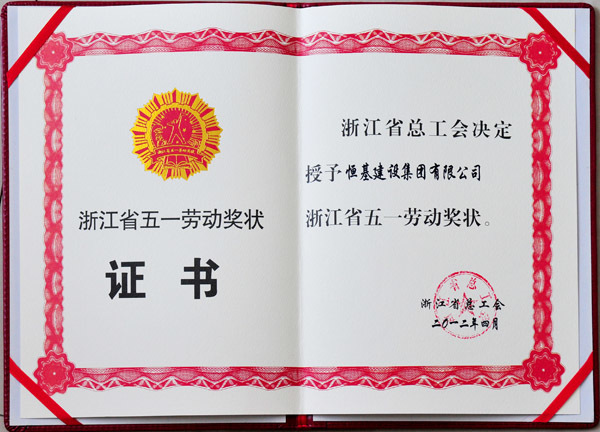 浙江省五一劳动奖状
证书
浙江省总工会决定
授予恒基建设集团有限公司
浙江省五一劳动奖状。
浙江省总工会
二〇一二年四月